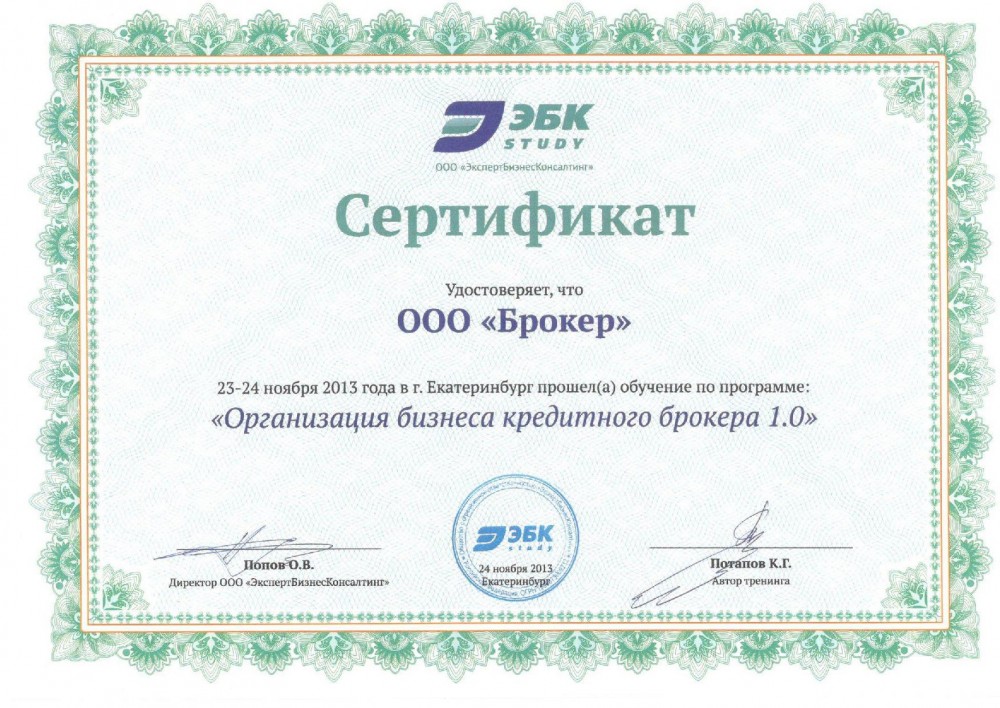 ЭБК
STUDY
ООО «ЭкспертБизнесКонсалтинг»
Сертификат
Удостоверяет, что
ООО «Брокер»
23-24 ноября 2013 года в г. Екатеринбург прошел(а) обучение по программе:
«Организация бизнеса кредитного брокера 1.0»
ЭБК
study
24 ноября 2013
Екатеринбург
Попов О.В.
Директор ООО «ЭкспертБизнесКонсалтинг»
Потапов К.Г.
Автор тренинга